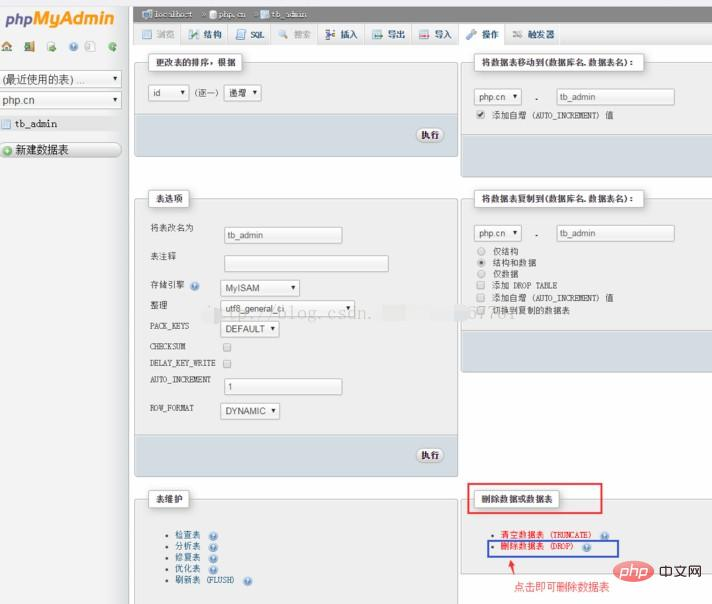 phpMyAdmin
localhost » php.cn » tb_admin
浏览 结构 SQL 搜索 插入 导出 导入 操作 触发器
(最近使用的表) ...
php.cn
tb_admin
新建数据表
更改表的排序，根据
id (逐一) 递增
执行
将数据表移动到(数据库名.数据表名)：
php.cn . tb_admin
添加自增 (AUTO_INCREMENT) 值
表选项
将表改名为 tb_admin
表注释
存储引擎 MyISAM
整理 utf8_general_ci
PACK_KEYS DEFAULT
CHECKSUM
DELAY_KEY_WRITE
AUTO_INCREMENT 1
ROW_FORMAT DYNAMIC
执行
将数据表复制到(数据库名.数据表名)：
php.cn . tb_admin
仅结构
结构和数据
仅数据
添加 DROP TABLE
添加自增 (AUTO_INCREMENT) 值
切换到复制的数据表
表维护
检查表
分析表
修复表
优化表
刷新表 (FLUSH)
删除数据或数据表
清空数据表 (TRUNCATE)
删除数据表 (DROP)
点击即可删除数据表
php 中文网